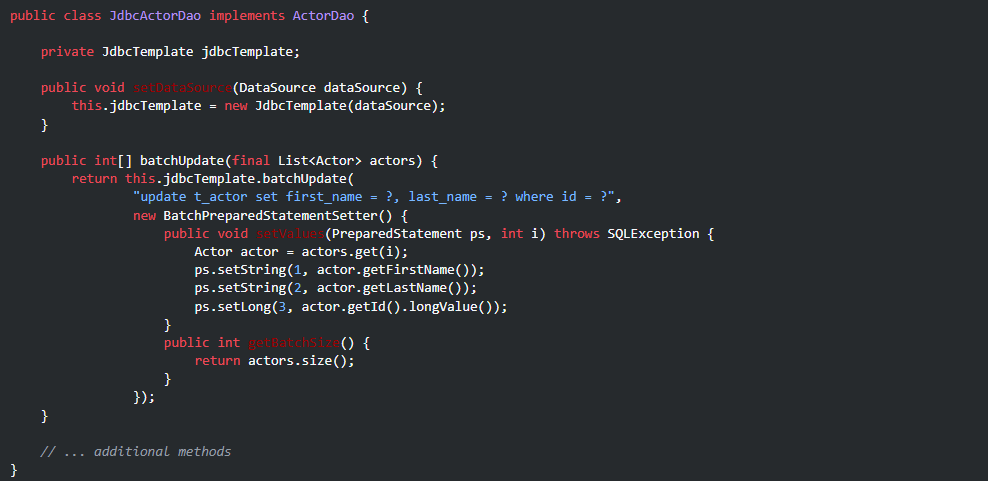 public class JdbcActorDao implements ActorDao {
private JdbcTemplate jdbcTemplate;
public void setDataSource(DataSource dataSource) {
this.jdbcTemplate = new JdbcTemplate(dataSource);
}
public int[] batchUpdate(final List<Actor> actors) {
return this.jdbcTemplate.batchUpdate(
"update t_actor set first_name = ?, last_name = ? where id = ?",
new BatchPreparedStatementSetter() {
public void setValues(PreparedStatement ps, int i) throws SQLException {
Actor actor = actors.get(i);
ps.setString(1, actor.getFirstName());
ps.setString(2, actor.getLastName());
ps.setLong(3, actor.getId().longValue());
}
public int getBatchSize() {
return actors.size();
}
});
}
// ... additional methods
}